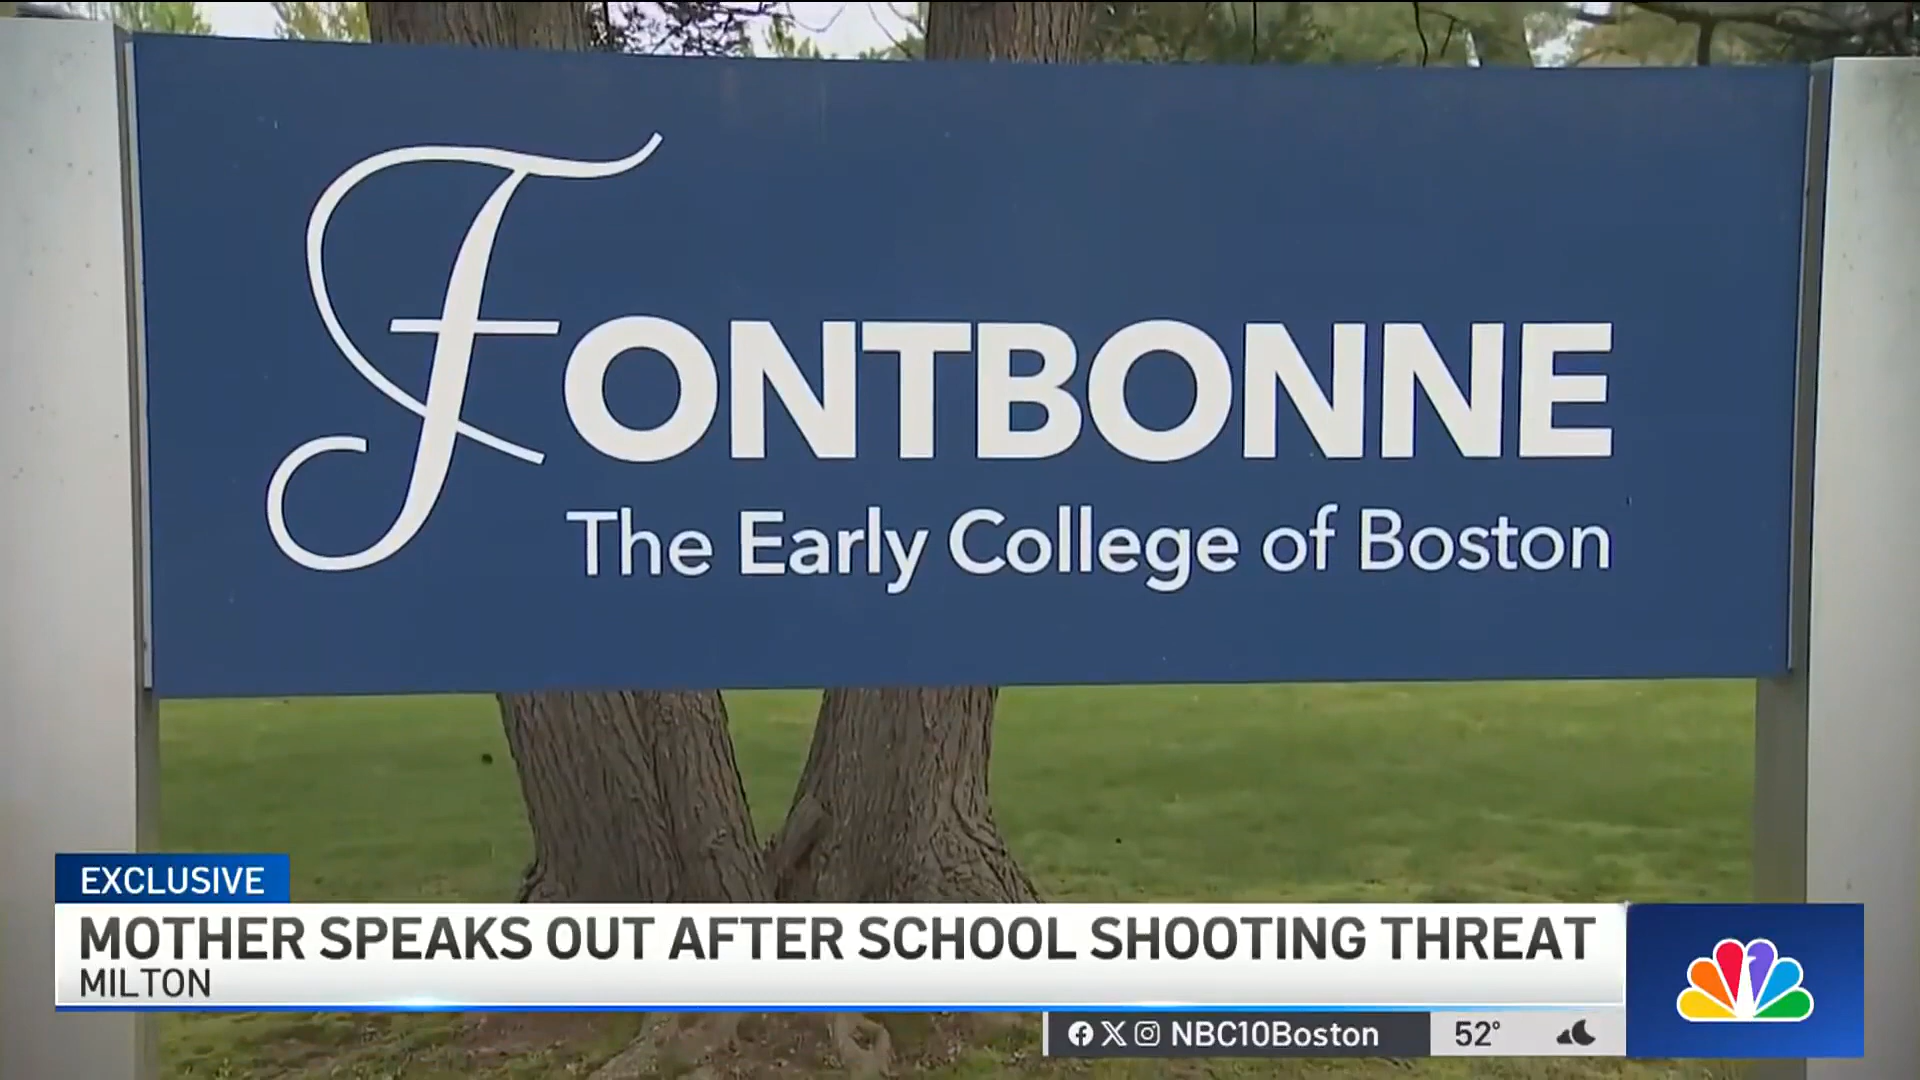 FONTBONNE
The Early College of Boston
EXCLUSIVE
MOTHER SPEAKS OUT AFTER SCHOOL SHOOTING THREAT
MILTON
NBC10Boston 52°